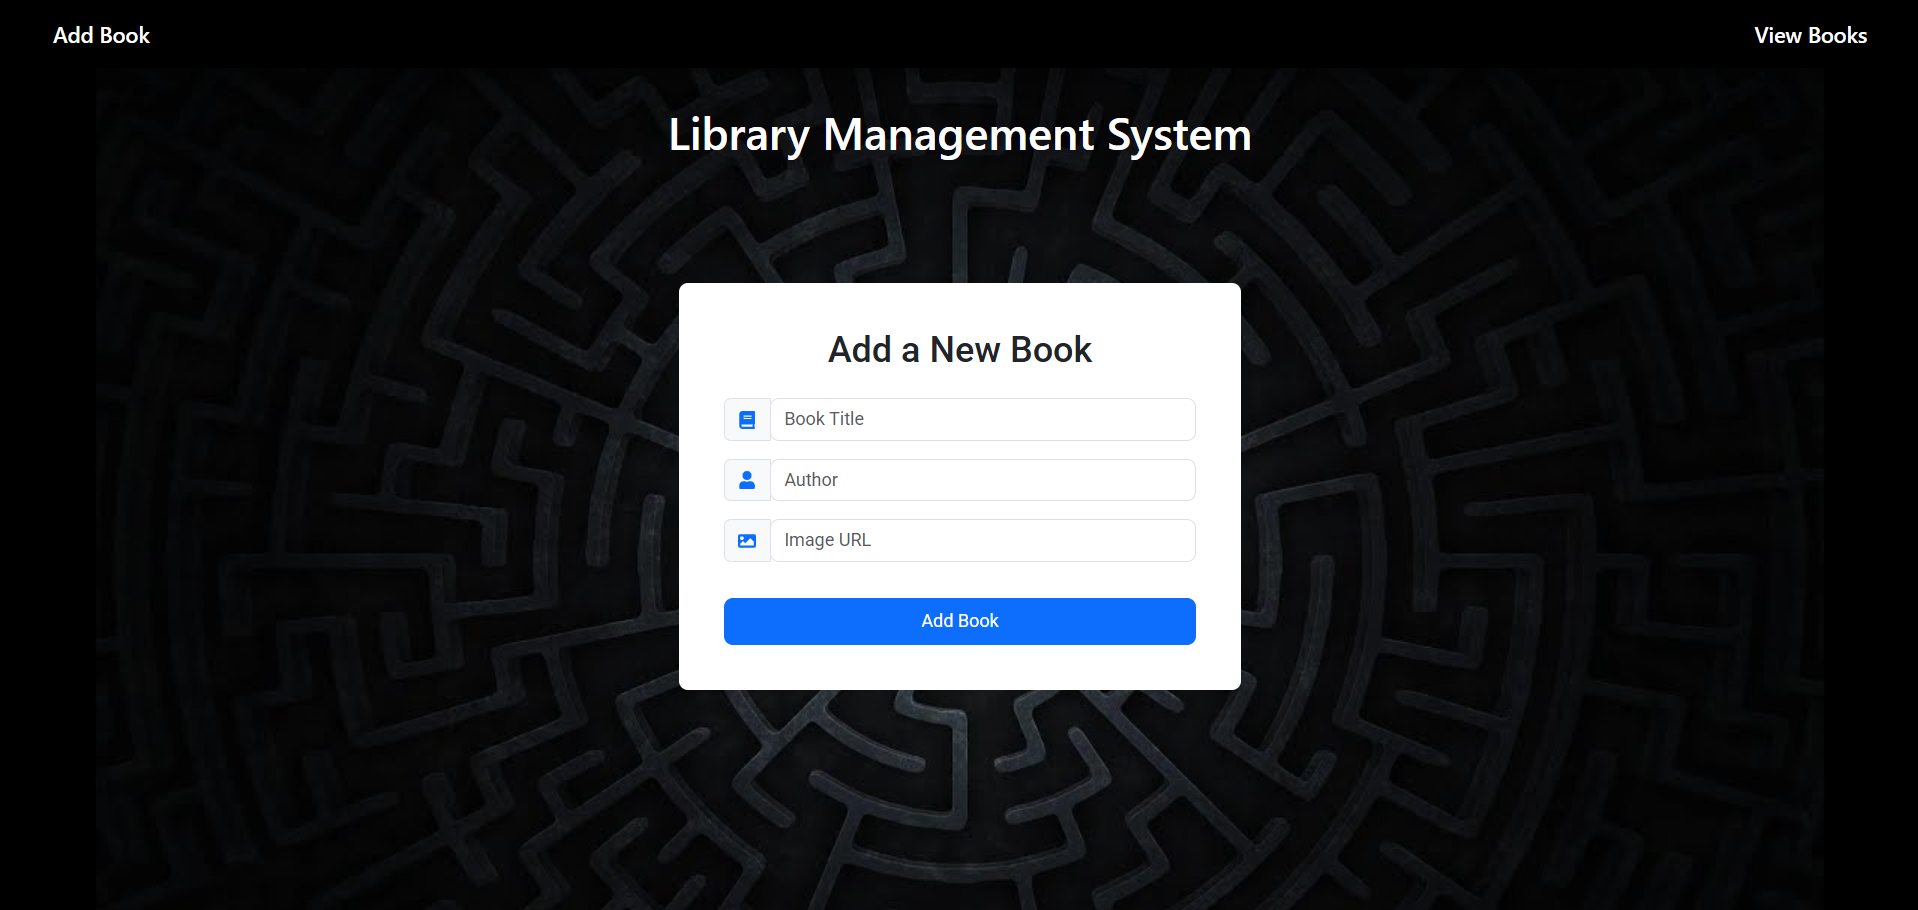 Add Book
View Books
Library Management System
Add a New Book
Book Title
Author
Image URL
Add Book